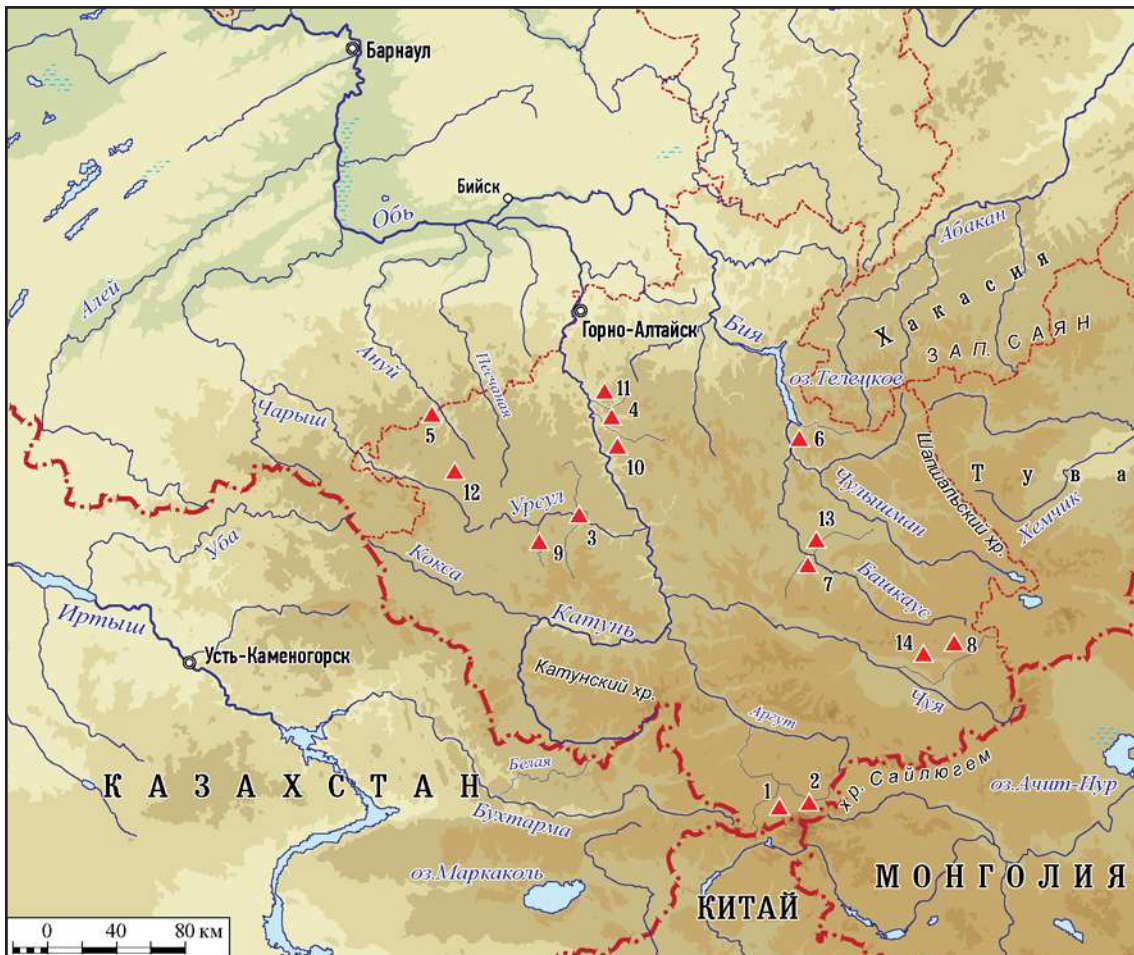 Барнаул
Бийск
Обь
Алей
Абакан
Хакасия
ЗАП. САЯН
Горно-Алтайск
Бия
оз.Телецкое
Ануй
Песчаная
Чарыш
11
4
5
10
6
12
Шапшальский хр.
Тува
Хемчик
Чулышман
Урсул
3
9
13
7
Уба
Кокса
Башкаус
Иртыш
Катунь
Усть-Каменогорск
14
8
Катунский хр.
Чуя
Аргут
Белая
КАЗАХСТАН
1
2
хр. Сайлюгем
оз.Ачит-Нур
Бухтарма
оз.Маркаколь
МОНГОЛИЯ
КИТАЙ
0 40 80 км